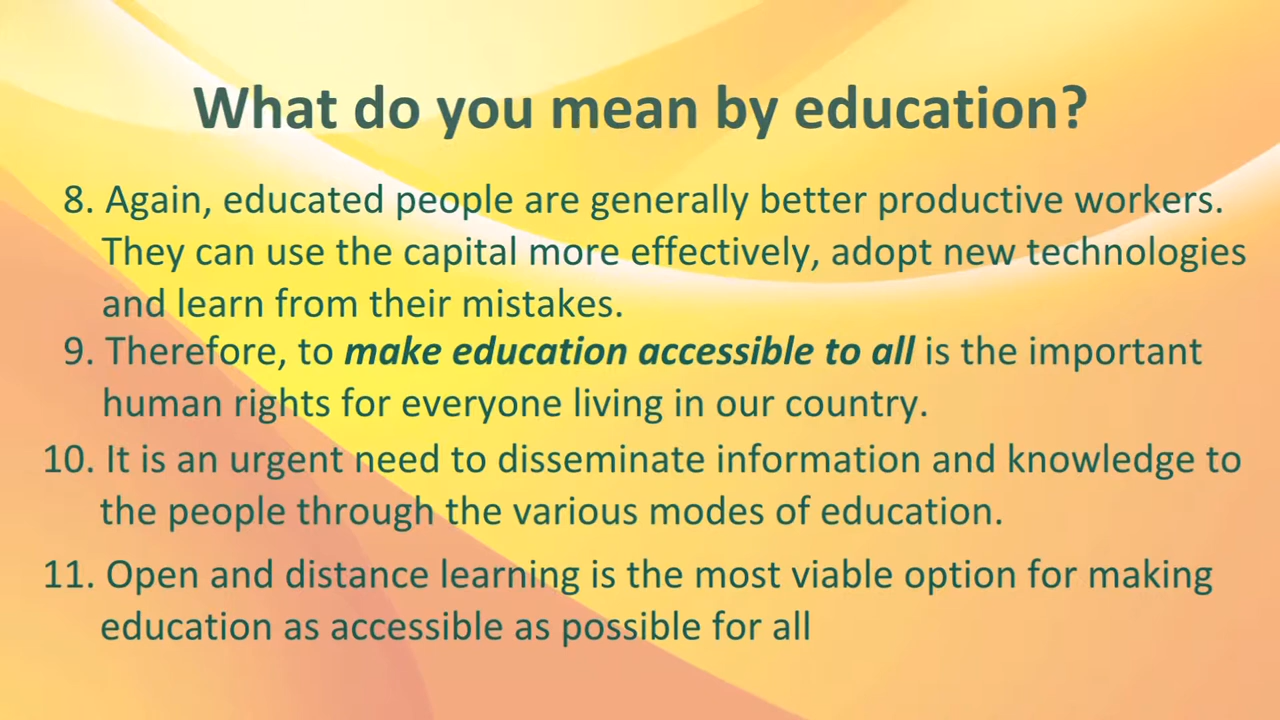 What do you mean by education?
8. Again, educated people are generally better productive workers.
They can use the capital more effectively, adopt new technologies
and learn from their mistakes.
9. Therefore, to make education accessible to all is the important
human rights for everyone living in our country.
10. It is an urgent need to disseminate information and knowledge to
the people through the various modes of education.
11. Open and distance learning is the most viable option for making
education as accessible as possible for all